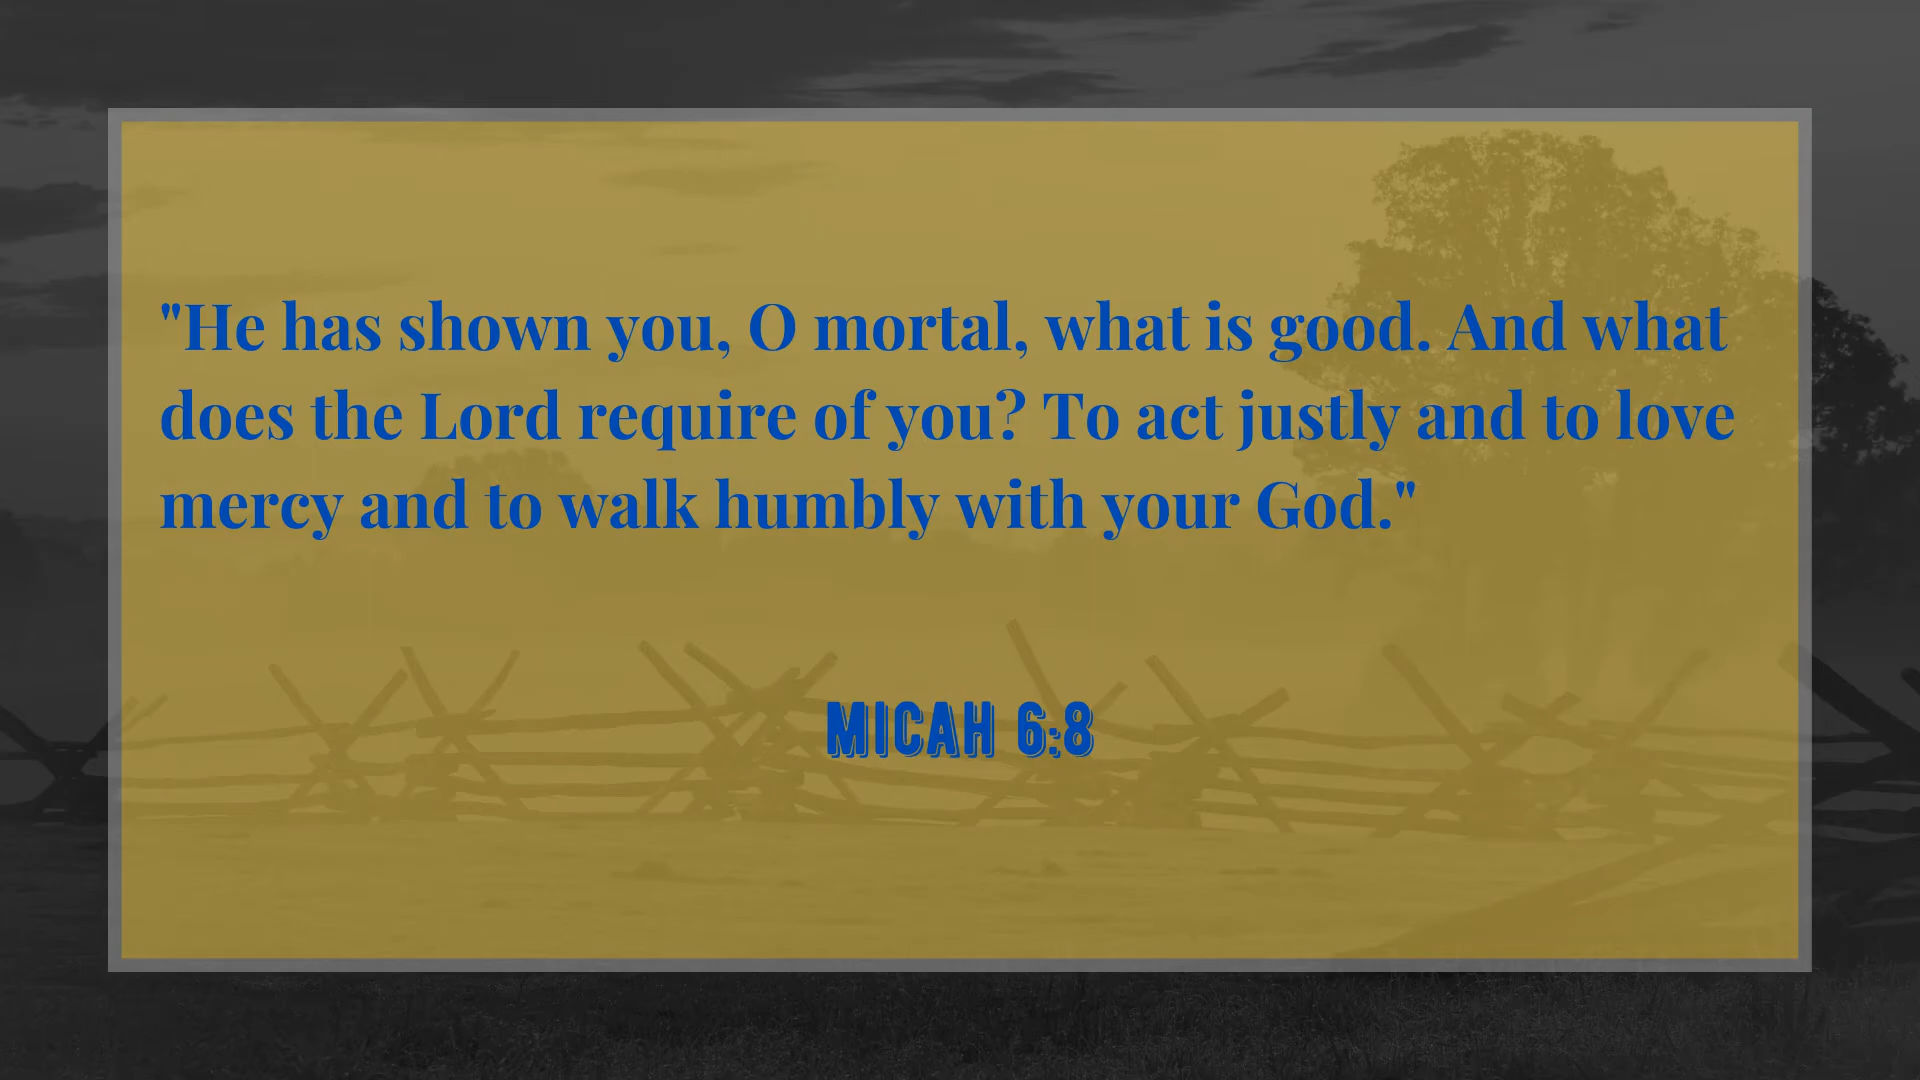 "He has shown you, O mortal, what is good. And what
does the Lord require of you? To act justly and to love
mercy and to walk humbly with your God."
MICAH 6:8